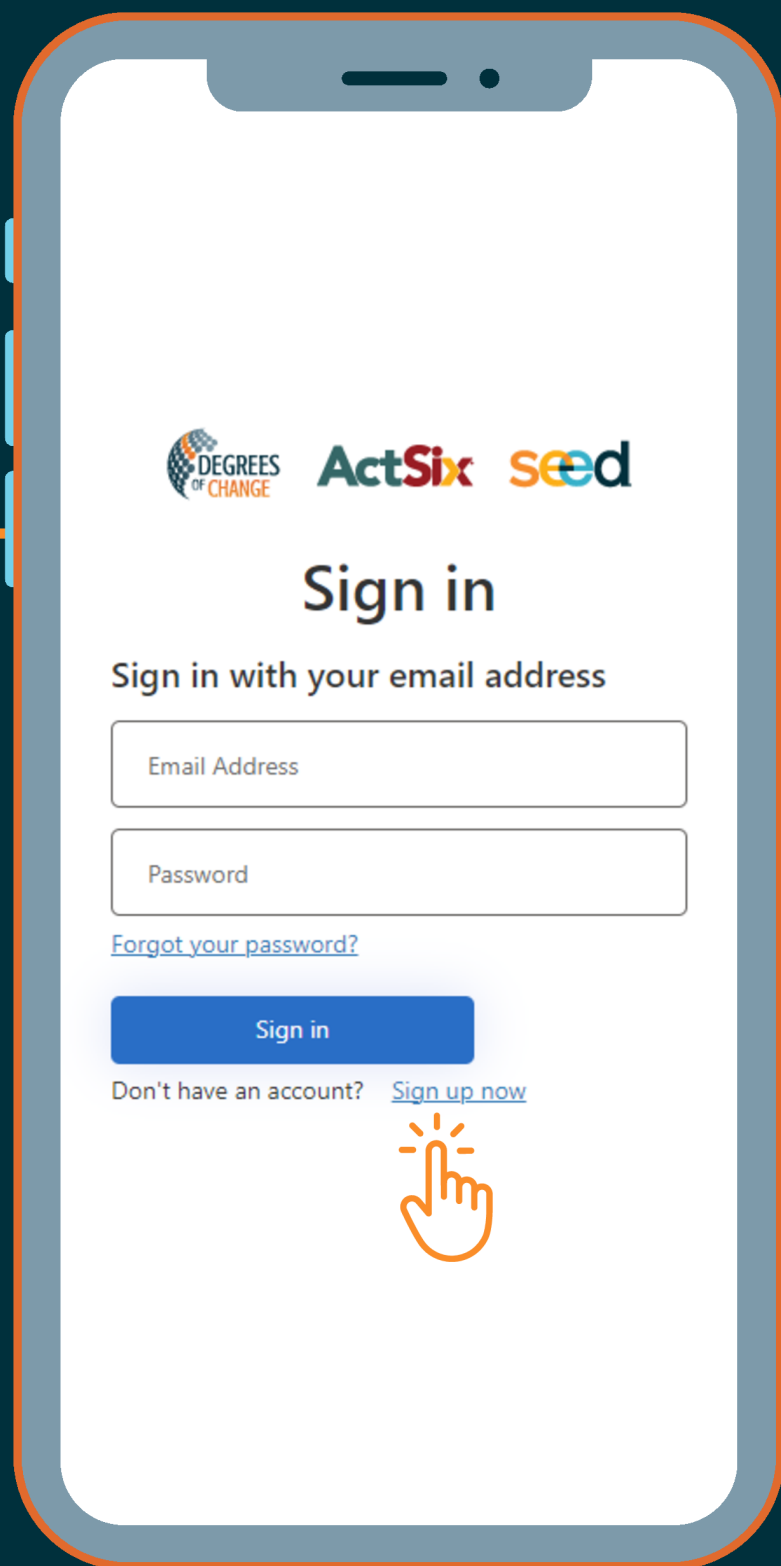 DEGREES
OF CHANGE
ActSix
seed
Sign in
Sign in with your email address
Email Address
Password
Forgot your password?
Sign in
Don't have an account? Sign up now